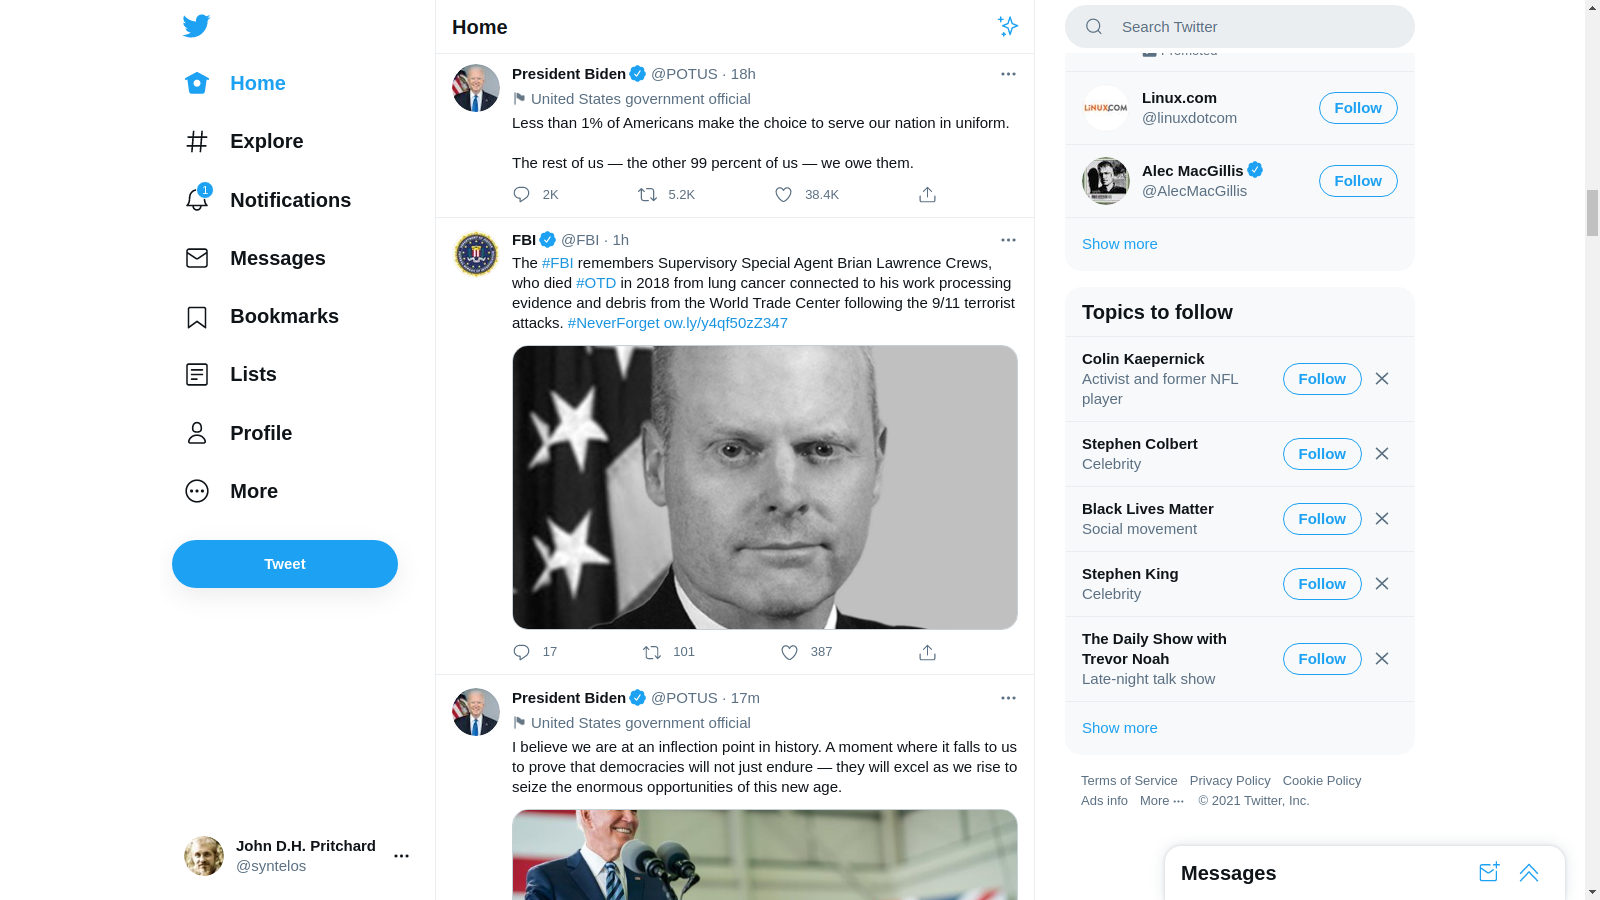 Home
Explore
1
Notifications
Messages
Bookmarks
Lists
Profile
More
Tweet
John D.H. Pritchard
@syntelos
Home
President Biden @POTUS · 18h
United States government official
Less than 1% of Americans make the choice to serve our nation in uniform.
The rest of us — the other 99 percent of us — we owe them.
2K 5.2K 38.4K
FBI @FBI · 1h
The #FBI remembers Supervisory Special Agent Brian Lawrence Crews,
who died #OTD in 2018 from lung cancer connected to his work processing
evidence and debris from the World Trade Center following the 9/11 terrorist
attacks. #NeverForget ow.ly/y4qf50zZ347
17 101 387
President Biden @POTUS · 17m
United States government official
I believe we are at an inflection point in history. A moment where it falls to us
to prove that democracies will not just endure — they will excel as we rise to
seize the enormous opportunities of this new age.
Search Twitter
Promoted
LINUX.COM
Linux.com
@linuxdotcom
Follow
Alec MacGillis
@AlecMacGillis
Follow
Show more
Topics to follow
Colin Kaepernick
Activist and former NFL
player
Follow
Stephen Colbert
Celebrity
Follow
Black Lives Matter
Social movement
Follow
Stephen King
Celebrity
Follow
The Daily Show with
Trevor Noah
Late-night talk show
Follow
Show more
Terms of Service Privacy Policy Cookie Policy
Ads info More ··· © 2021 Twitter, Inc.
Messages